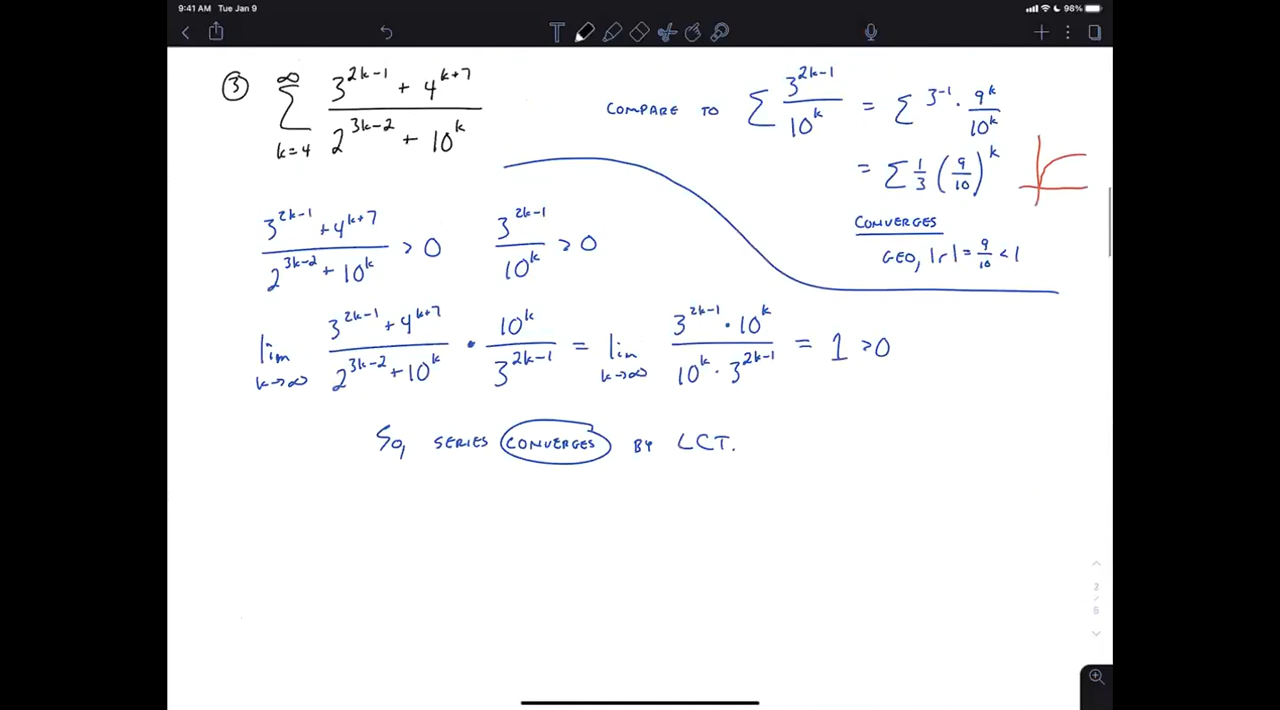 9:41 AM Tue Jan 9
98%
③ ∑_{k=4}^{∞} (3^{2k-1} + 4^{k+7}) / (2^{3k-2} + 10^k)
COMPARE TO ∑ 3^{2k-1} / 10^k = ∑ 3^{-1} · 9^k / 10^k
= ∑ 1/3 (9/10)^k
CONVERGES
GEO, |r| = 9/10 < 1
(3^{2k-1} + 4^{k+7}) / (2^{3k-2} + 10^k) > 0
3^{2k-1} / 10^k > 0
lim_{k→∞} (3^{2k-1} + 4^{k+7}) / (2^{3k-2} + 10^k) · 10^k / 3^{2k-1} = lim_{k→∞} (3^{2k-1} · 10^k) / (10^k · 3^{2k-1}) = 1 > 0
So, SERIES CONVERGES BY LCT.
2
6